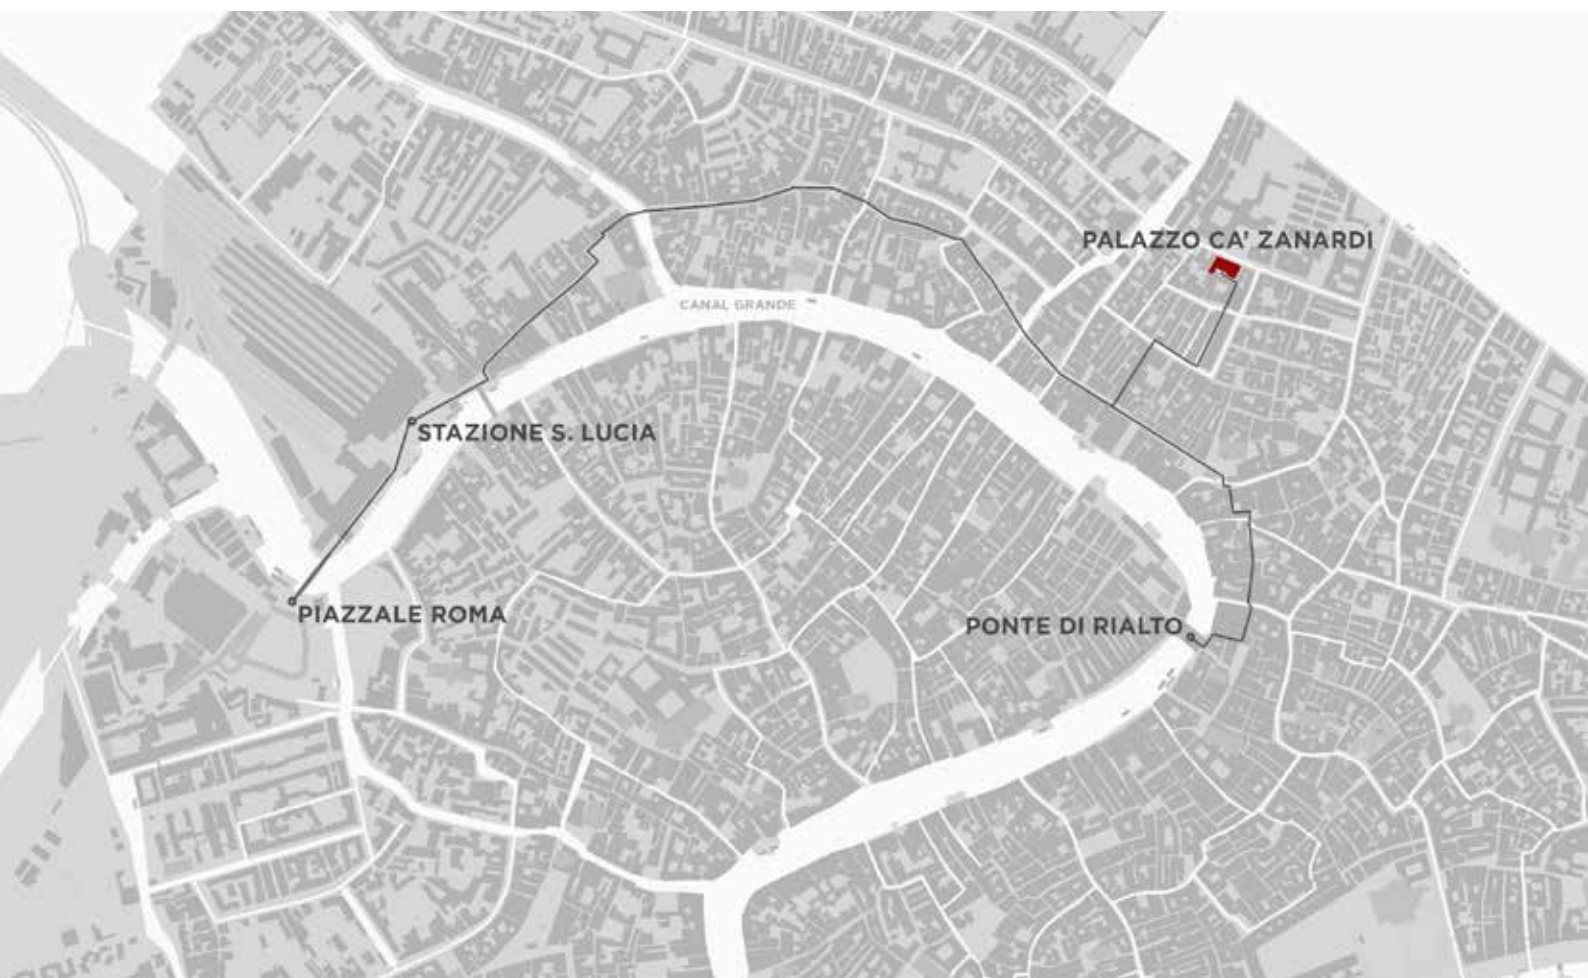 PALAZZO CA' ZANARDI
CANAL GRANDE
STAZIONE S. LUCIA
PIAZZALE ROMA
PONTE DI RIALTO